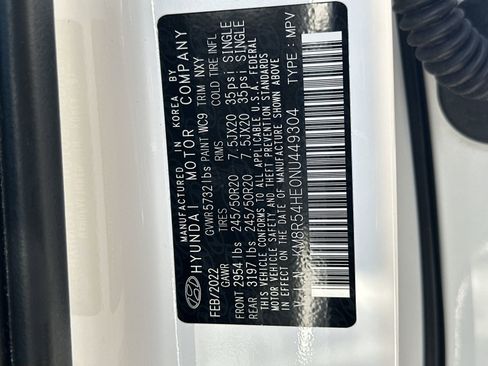 MANUFACTURED IN KOREA BY
HYUNDAI MOTOR COMPANY
FEB/2022 GVWR 5732 lbs PAINT WC9 TRIM NXY
GAWR TIRES RIMS COLD TIRE INFL
FRONT 2954 lbs 245/50R20 7.5JX20 35psi SINGLE
REAR 3197 lbs 245/50R20 7.5JX20 35psi SINGLE
THIS VEHICLE CONFORMS TO ALL APPLICABLE U.S.A. FEDERAL
MOTOR VEHICLE SAFETY STANDARDS
IN EFFECT ON THE DATE OF MANUFACTURE SHOWN ABOVE
V.I.N: KM8R54HE0NU449304 TYPE: MPV